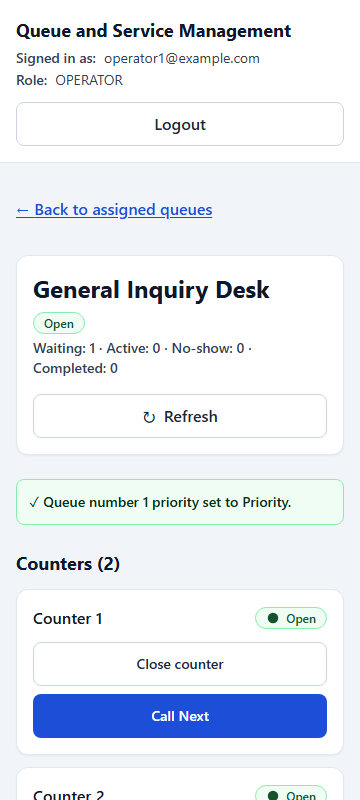 Queue and Service Management
Signed in as: operator1@example.com
Role: OPERATOR
Logout
← Back to assigned queues
General Inquiry Desk
Open
Waiting: 1 · Active: 0 · No-show: 0 ·
Completed: 0
↻ Refresh
✓ Queue number 1 priority set to Priority.
Counters (2)
Counter 1
Open
Close counter
Call Next
Counter 2
Open